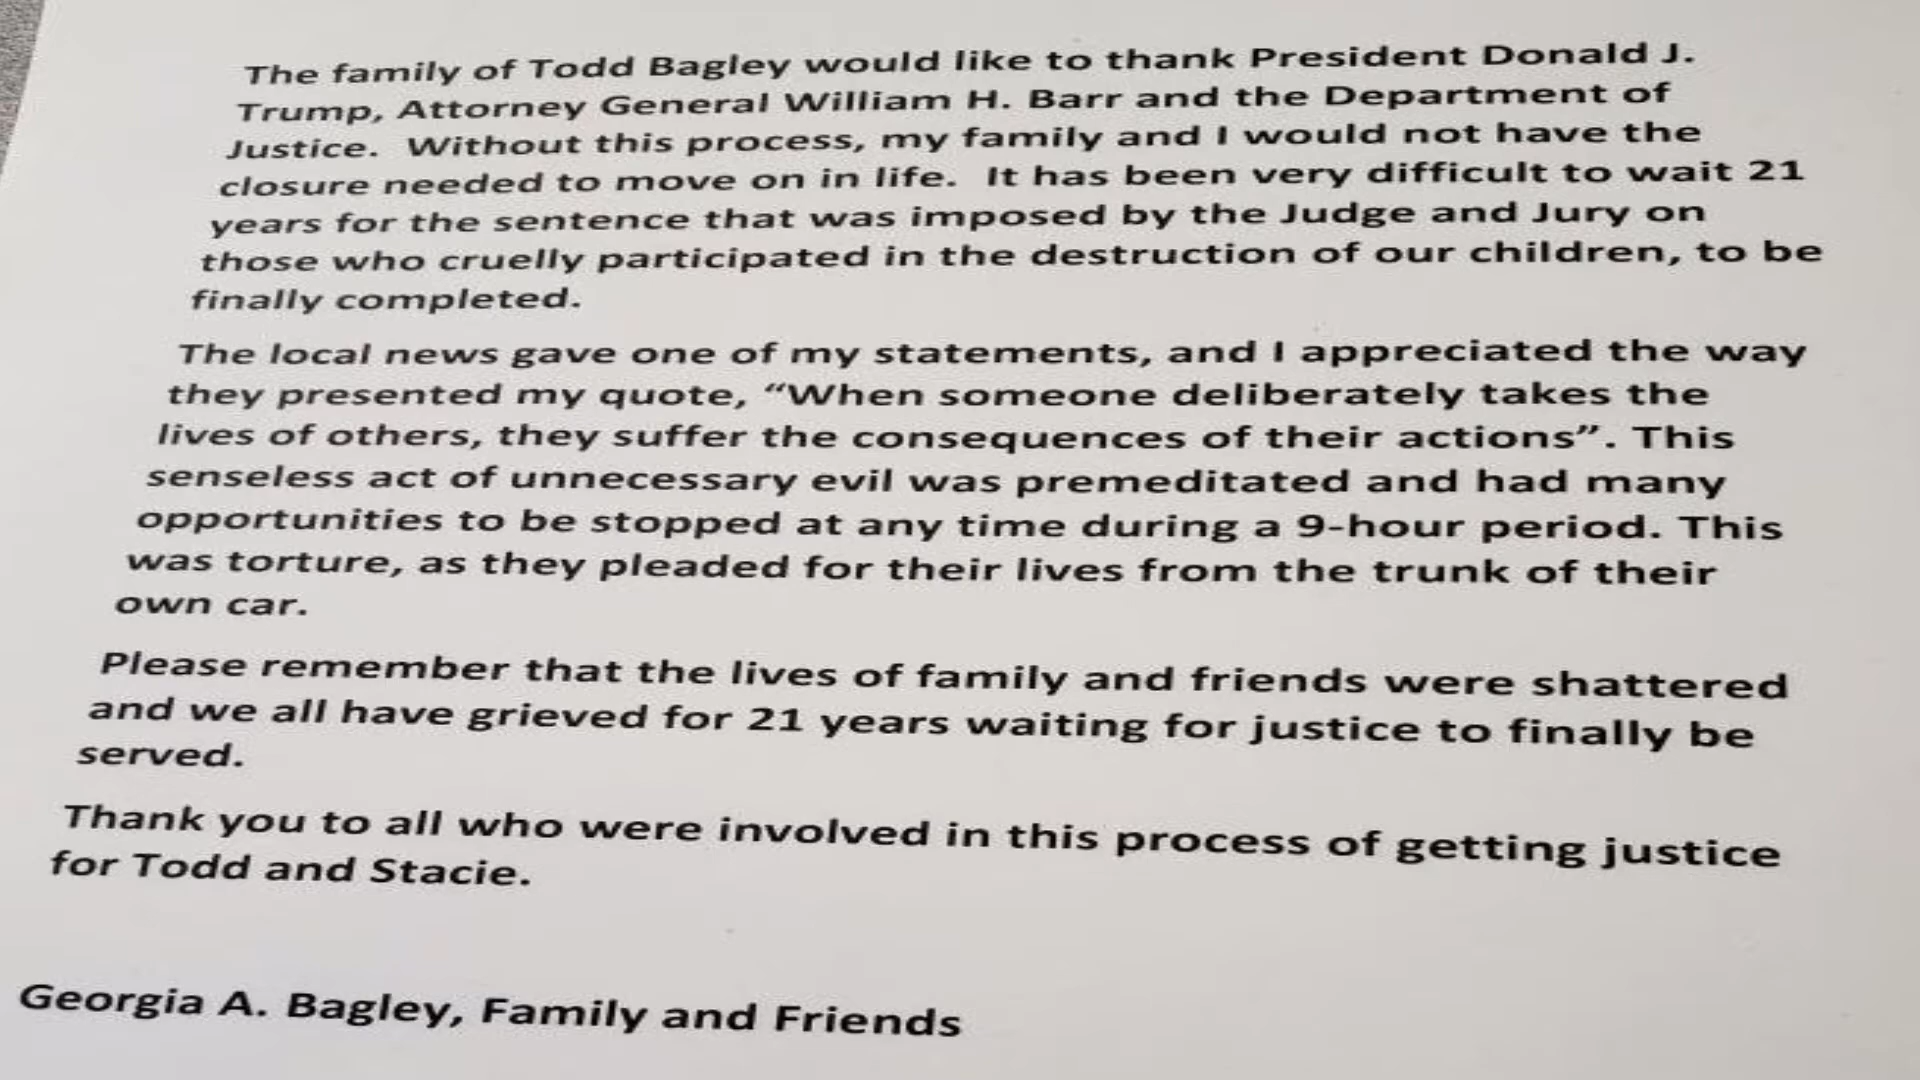 The family of Todd Bagley would like to thank President Donald J.
Trump, Attorney General William H. Barr and the Department of
Justice.  Without this process, my family and I would not have the
closure needed to move on in life.  It has been very difficult to wait 21
years for the sentence that was imposed by the Judge and Jury on
those who cruelly participated in the destruction of our children, to be
finally completed.
The local news gave one of my statements, and I appreciated the way
they presented my quote, “When someone deliberately takes the
lives of others, they suffer the consequences of their actions”. This
senseless act of unnecessary evil was premeditated and had many
opportunities to be stopped at any time during a 9-hour period. This
was torture, as they pleaded for their lives from the trunk of their
own car.
Please remember that the lives of family and friends were shattered
and we all have grieved for 21 years waiting for justice to finally be
served.
Thank you to all who were involved in this process of getting justice
for Todd and Stacie.
Georgia A. Bagley, Family and Friends